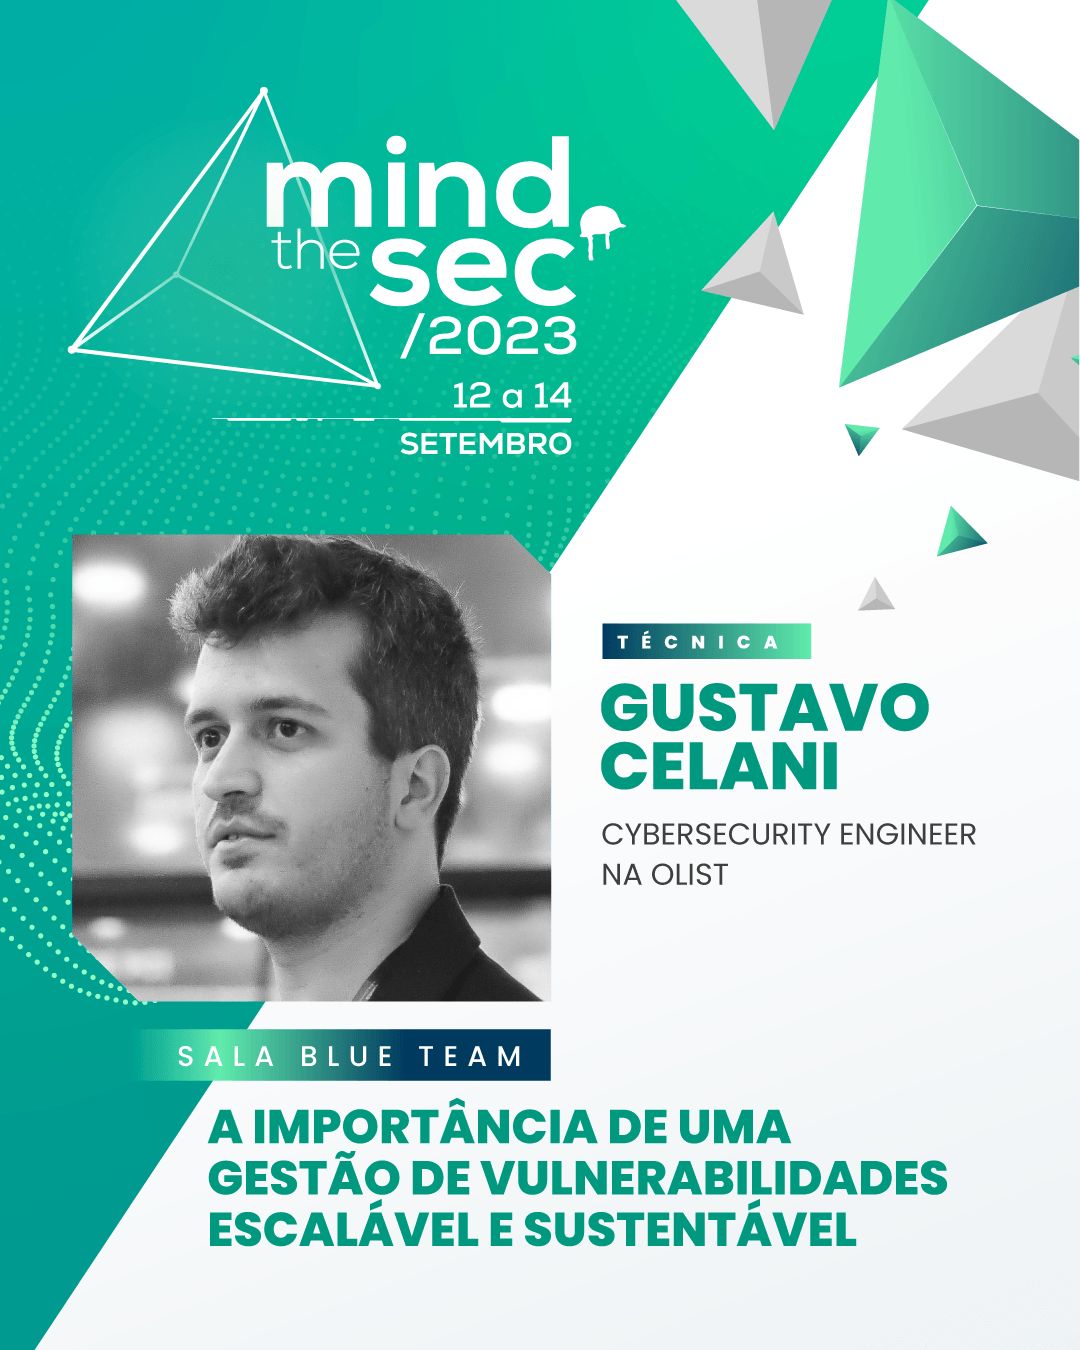 mind
the sec
/2023
12 a 14
SETEMBRO
TÉCNICA
GUSTAVO
CELANI
CYBERSECURITY ENGINEER
NA OLIST
SALA BLUE TEAM
A IMPORTÂNCIA DE UMA
GESTÃO DE VULNERABILIDADES
ESCALÁVEL E SUSTENTÁVEL